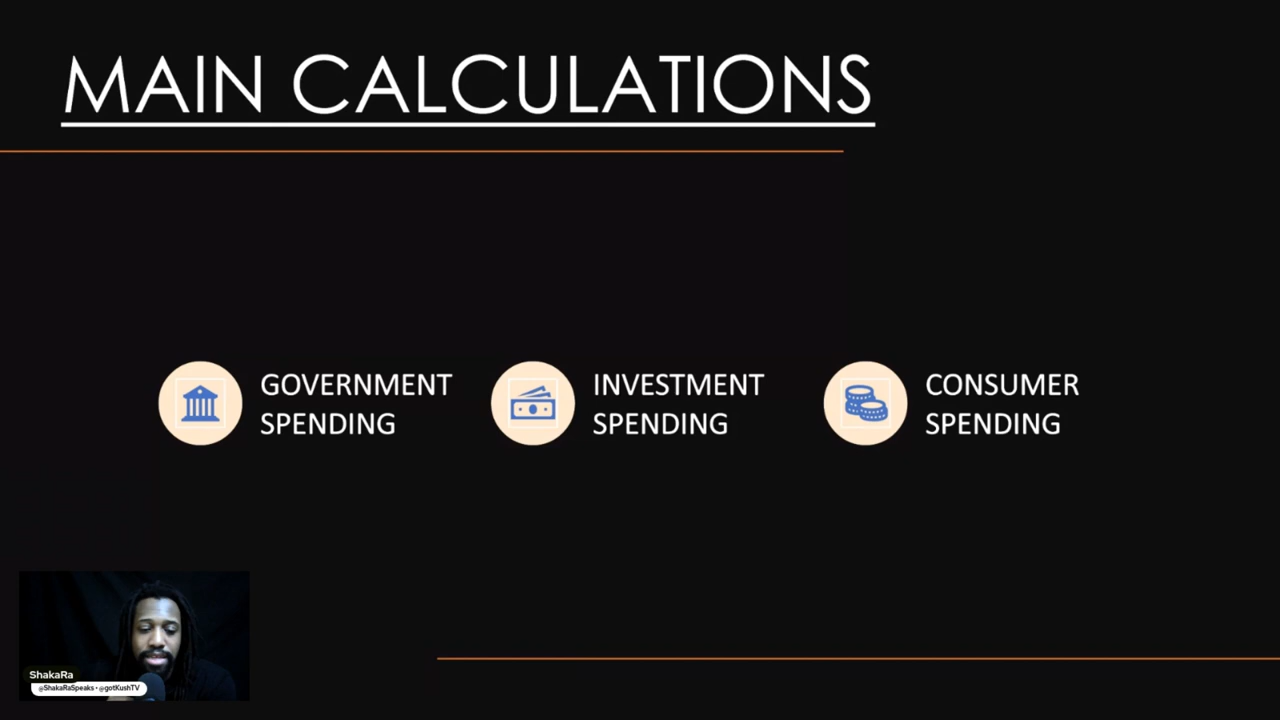 MAIN CALCULATIONS
GOVERNMENT
SPENDING
INVESTMENT
SPENDING
CONSUMER
SPENDING
ShakaRa
@ShakaRaSpeaks • @gotKushTV